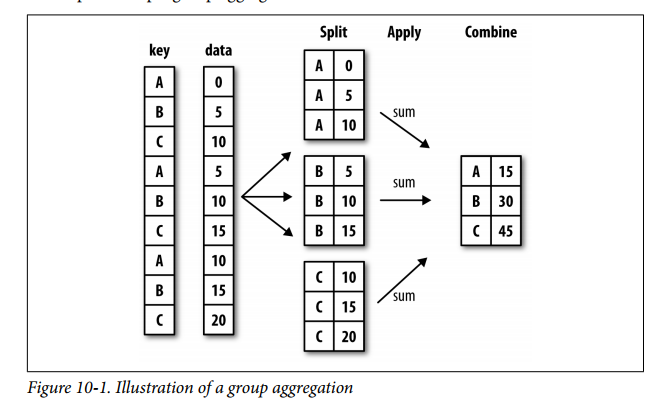 Split Apply Combine
key data
A 0
B 5
C 10
A 5
B 10
C 15
A 10
B 15
C 20
A 0
A 5
A 10
B 5
B 10
B 15
C 10
C 15
C 20
sum
sum
sum
A 15
B 30
C 45
Figure 10-1. Illustration of a group aggregation